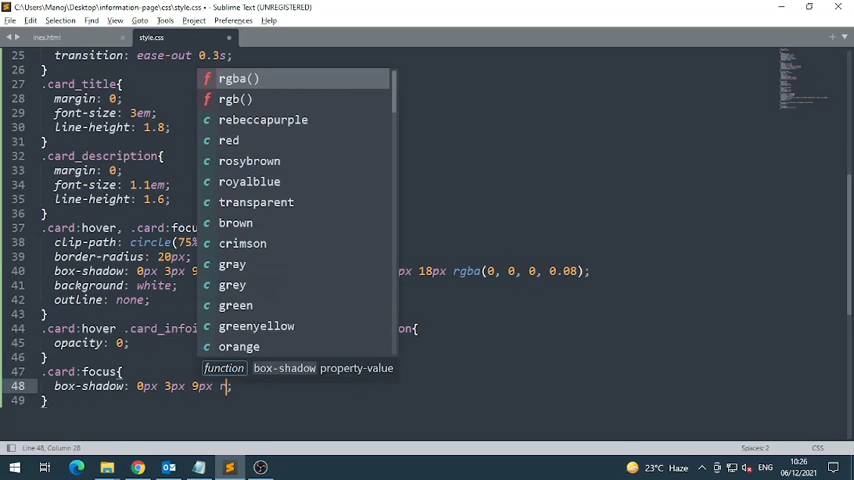 C:\Users\Manoj\Desktop\information-page\css\style.css • - Sublime Text (UNREGISTERED)
File Edit Selection Find View Goto Tools Project Preferences Help
inex.html style.css
25 transition: ease-out 0.3s;
26 }
27 .card_title{
28 margin: 0;
29 font-size: 3em;
30 line-height: 1.8;
31 }
32 .card_description{
33 margin: 0;
34 font-size: 1.1em;
35 line-height: 1.6;
36 }
37 .card:hover, .card:focu
38 clip-path: circle(75%
39 border-radius: 20px;
40 box-shadow: 0px 3px 9 px 18px rgba(0, 0, 0, 0.08);
41 background: white;
42 outline: none;
43 }
44 .card:hover .card_infoi on{
45 opacity: 0;
46 }
47 .card:focus{
48 box-shadow: 0px 3px 9px r;
49 }
f rgba()
f rgb()
c rebeccapurple
c red
c rosybrown
c royalblue
c transparent
c brown
c crimson
c gray
c grey
c green
c greenyellow
c orange
function box-shadow property-value
Line 48, Column 28 Spaces: 2 CSS
23°C Haze ENG 10:26
06/12/2021